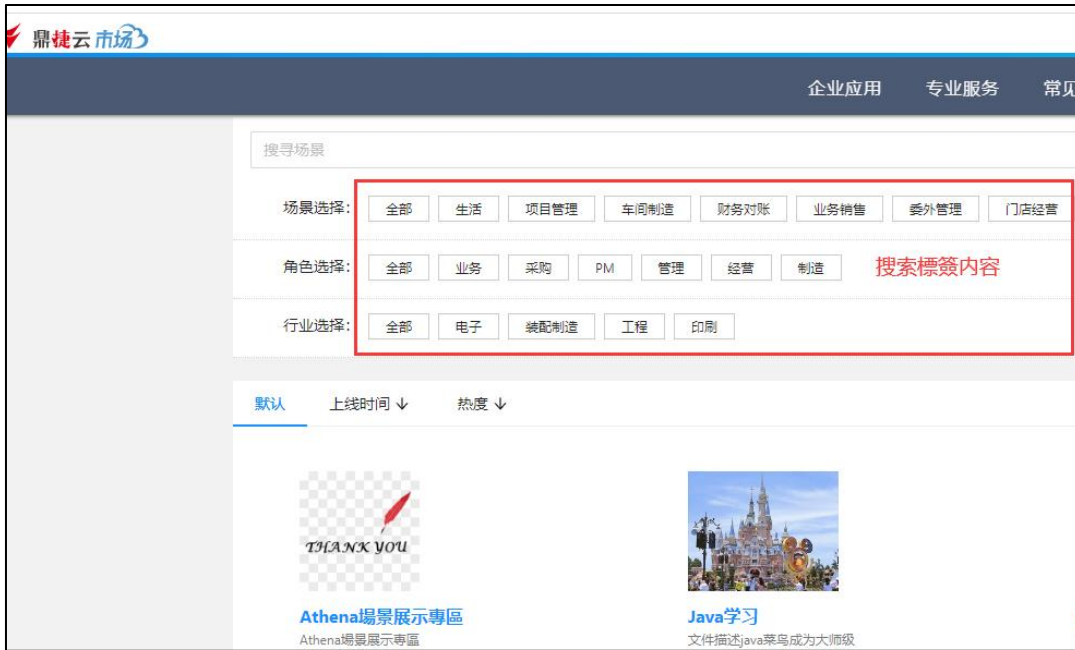 鼎捷云市场
企业应用 专业服务 常见
搜寻场景
场景选择: 全部 生活 项目管理 车间制造 财务对账 业务销售 委外管理 门店经营
角色选择: 全部 业务 采购 PM 管理 经营 制造 搜索標簽内容
行业选择: 全部 电子 装配制造 工程 印刷
默认 上线时间 热度
THANK YOU
Athena場景展示專區 Java学习
Athena場景展示專區 文件描述java菜鸟成为大师级